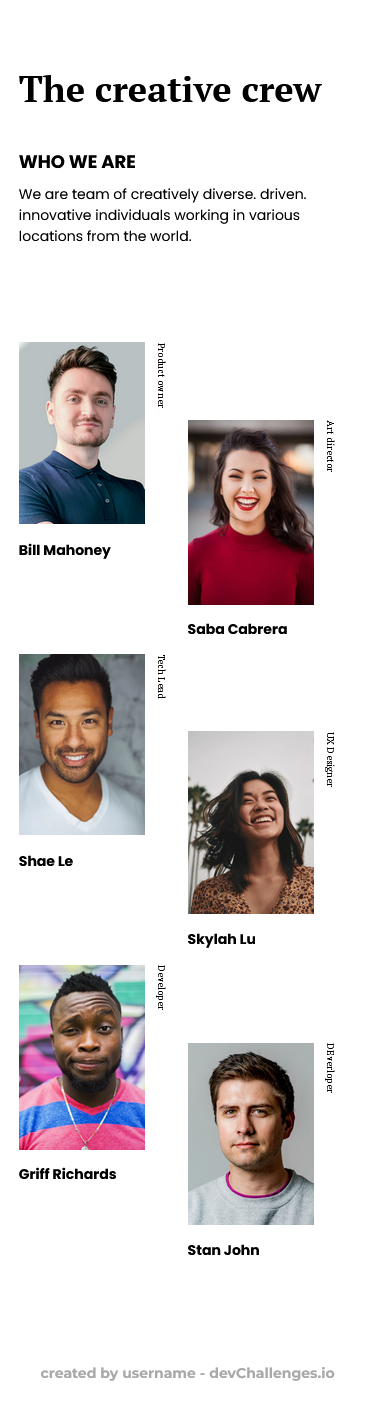 The creative crew
WHO WE ARE
We are team of creatively diverse. driven.
innovative individuals working in various
locations from the world.
Product owner
Bill Mahoney
Art director
Saba Cabrera
Tech Lead
Shae Le
UX Designer
Skylah Lu
Developer
Griff Richards
DEverloper
Stan John
created by username - devChallenges.io